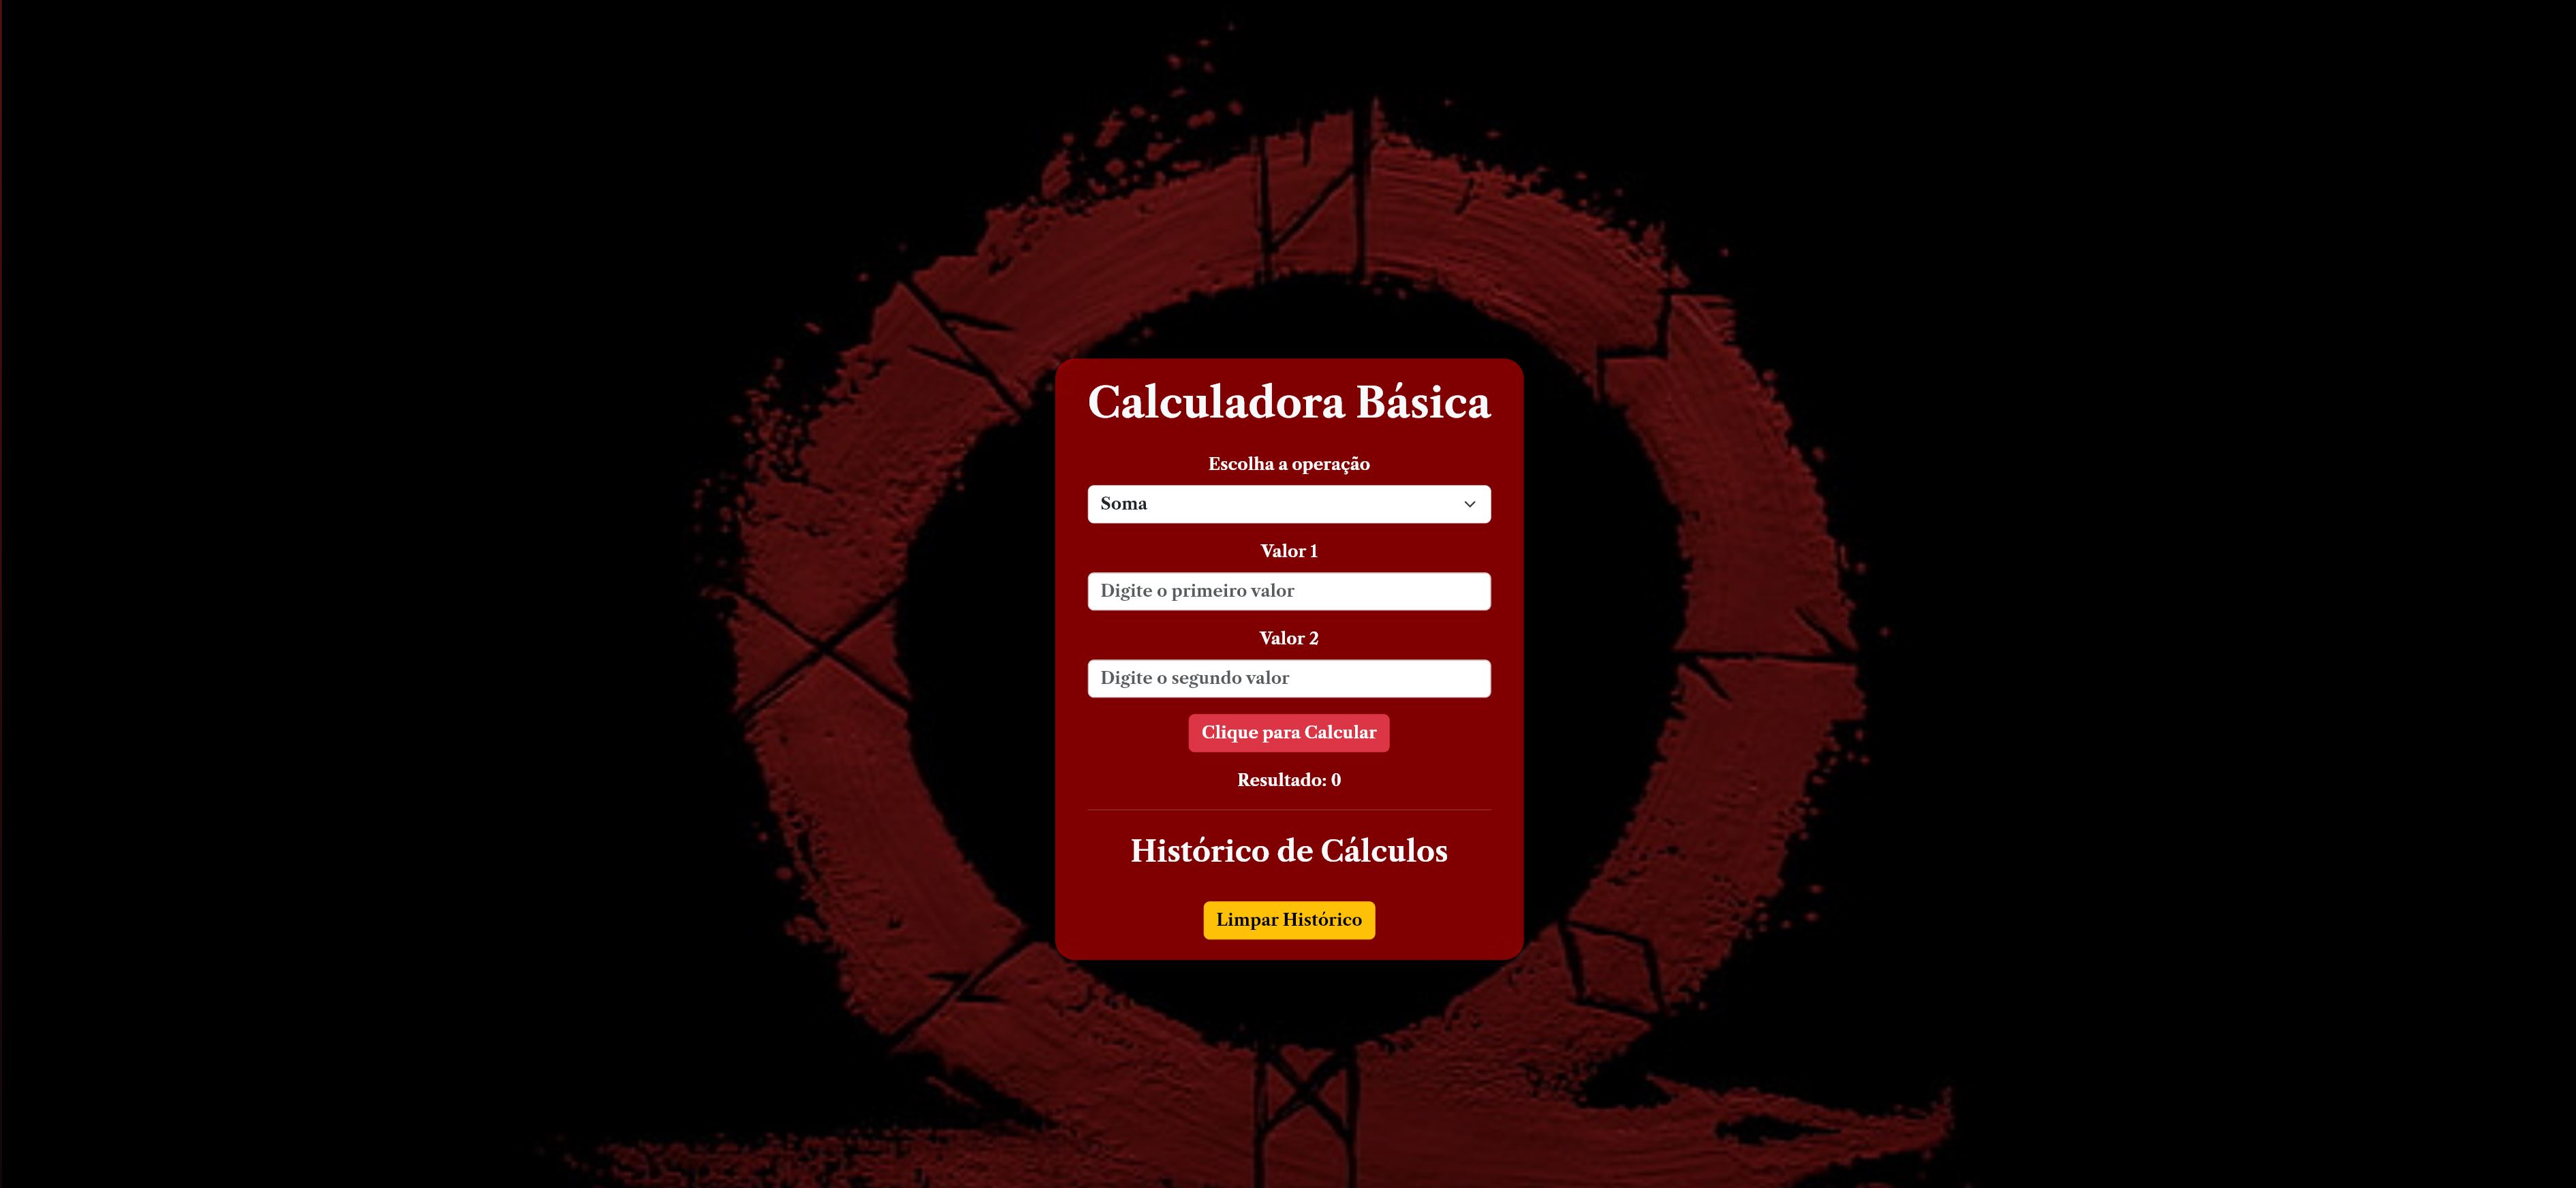 Calculadora Básica
Escolha a operação
Soma
Valor 1
Digite o primeiro valor
Valor 2
Digite o segundo valor
Clique para Calcular
Resultado: 0
Histórico de Cálculos
Limpar Histórico